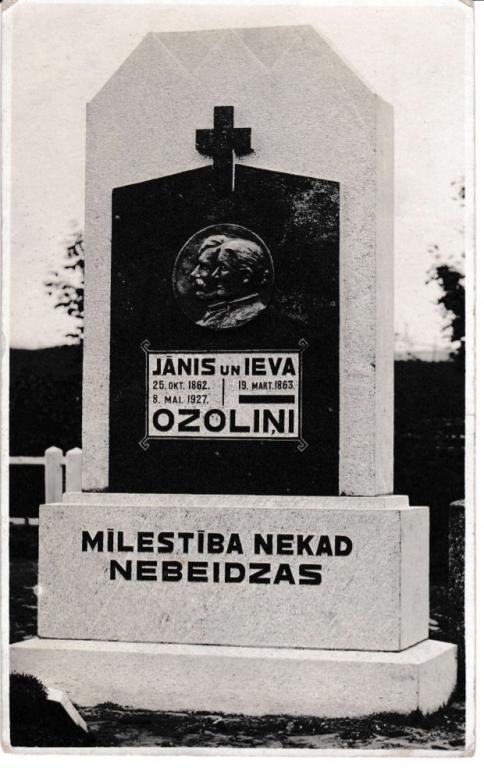 JĀNIS UN IEVA
25. OKT. 1862. 19. MART. 1863.
8. MAI. 1927.
OZOLIŅI
MĪLESTĪBA NEKAD
NEBEIDZAS